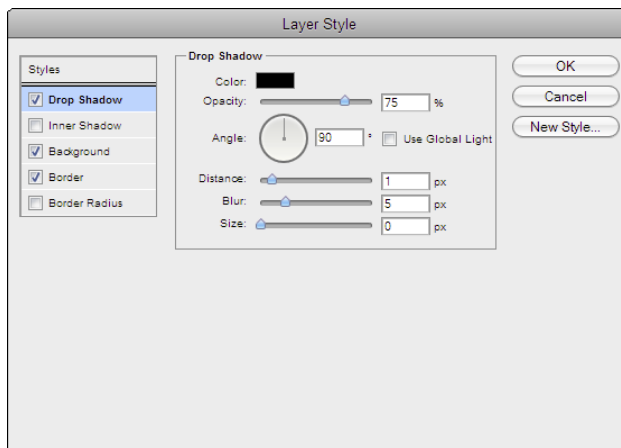 Layer Style
Styles
Drop Shadow
Inner Shadow
Background
Border
Border Radius
Drop Shadow
Color:
Opacity: 75 %
Angle: 90 ° Use Global Light
Distance: 1 px
Blur: 5 px
Size: 0 px
OK
Cancel
New Style...